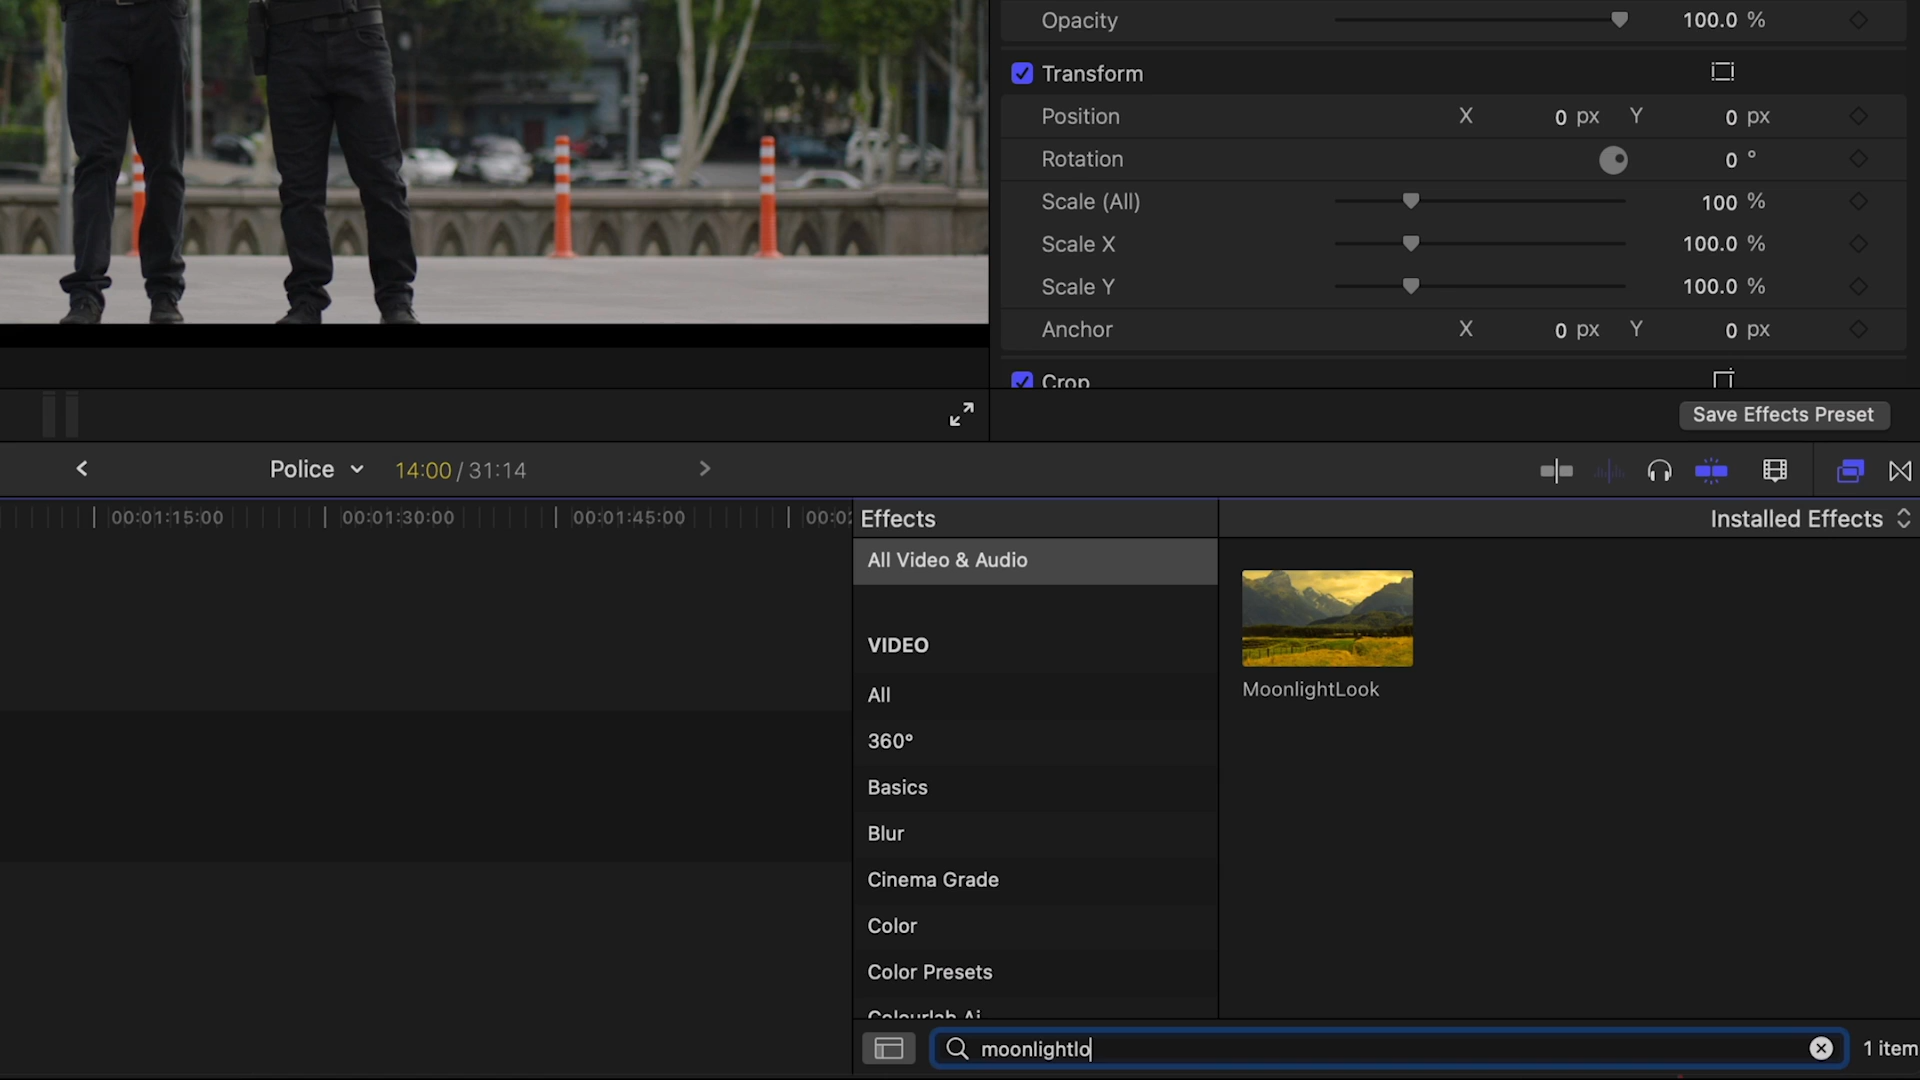 Opacity 100.0 %
Transform
Position X 0 px Y 0 px
Rotation 0 °
Scale (All) 100 %
Scale X 100.0 %
Scale Y 100.0 %
Anchor X 0 px Y 0 px
Crop
Save Effects Preset
Police 14:00 / 31:14
00:01:15:00 00:01:30:00 00:01:45:00 00:02
Effects
Installed Effects
All Video & Audio
VIDEO
All
360°
Basics
Blur
Cinema Grade
Color
Color Presets
Colourlab Ai
MoonlightLook
moonlightlo
1 item